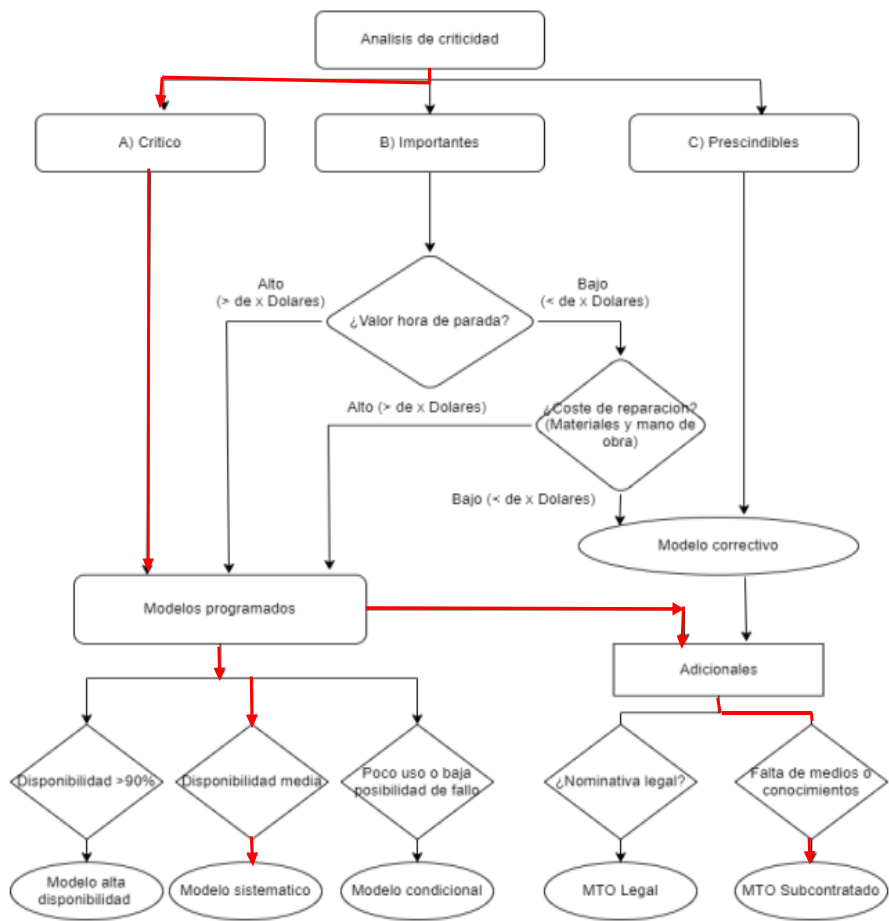 Analisis de criticidad
A) Critico
B) Importantes
C) Prescindibles
Alto
(> de x Dolares)
Bajo
(< de x Dolares)
¿Valor hora de parada?
Alto (> de x Dolares)
¿Coste de reparacion?
(Materiales y mano de
obra)
Bajo (< de x Dolares)
Modelo correctivo
Modelos programados
Adicionales
Disponibilidad >90%
Disponibilidad media
Poco uso o baja
posibilidad de fallo
¿Nominativa legal?
Falta de medios o
conocimientos
Modelo alta
disponibilidad
Modelo sistematico
Modelo condicional
MTO Legal
MTO Subcontratado